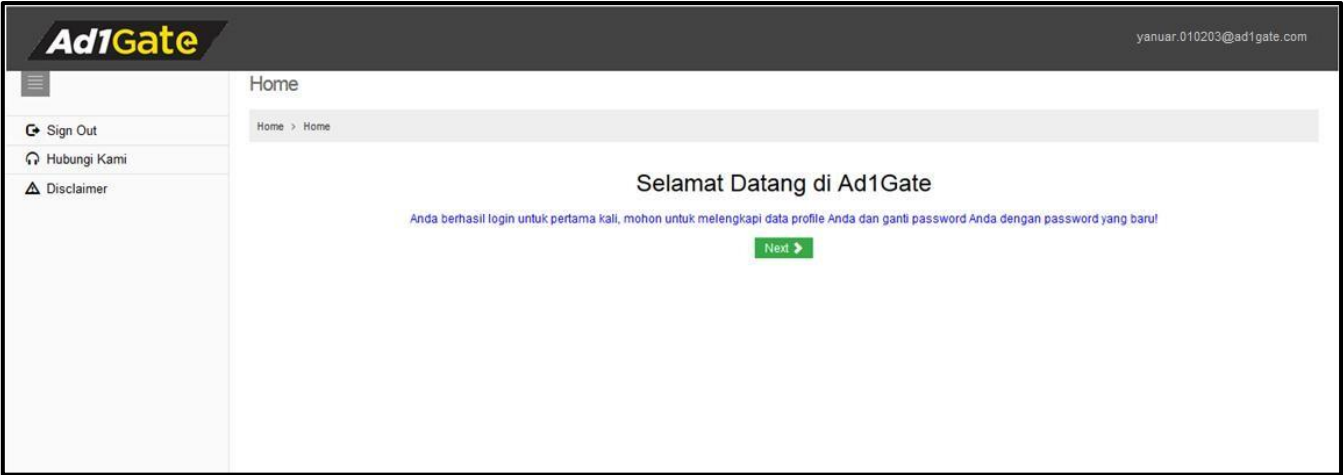 Ad1Gate
yanuar.010203@ad1gate.com
Home
Sign Out
Hubungi Kami
Disclaimer
Home > Home
Selamat Datang di Ad1Gate
Anda berhasil login untuk pertama kali, mohon untuk melengkapi data profile Anda dan ganti password Anda dengan password yang baru!
Next